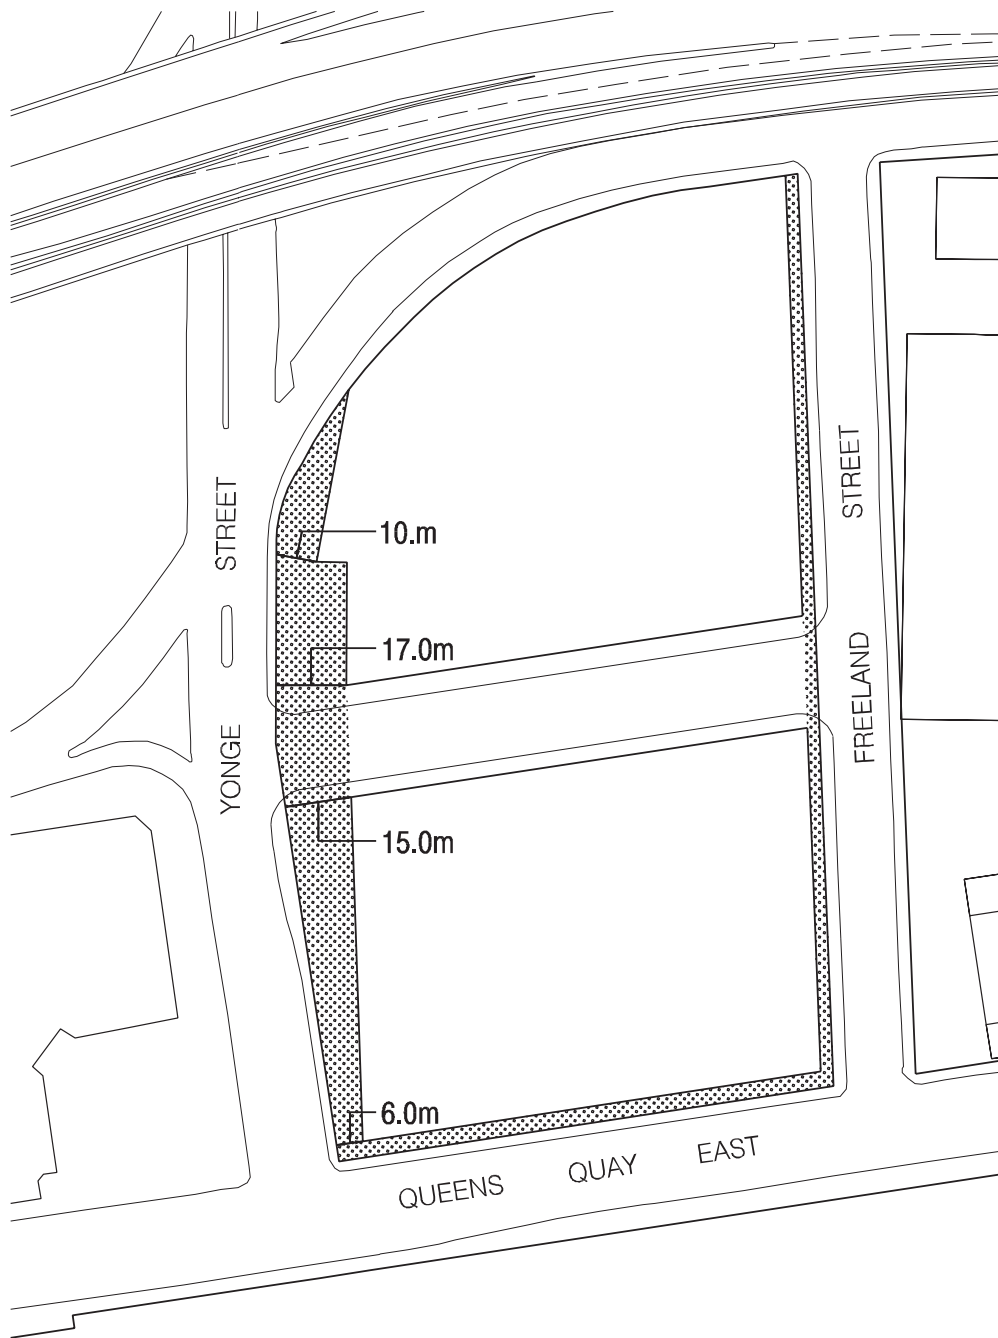 STREET
YONGE
10.m
17.0m
15.0m
6.0m
STREET
FREELAND
QUEENS QUAY EAST